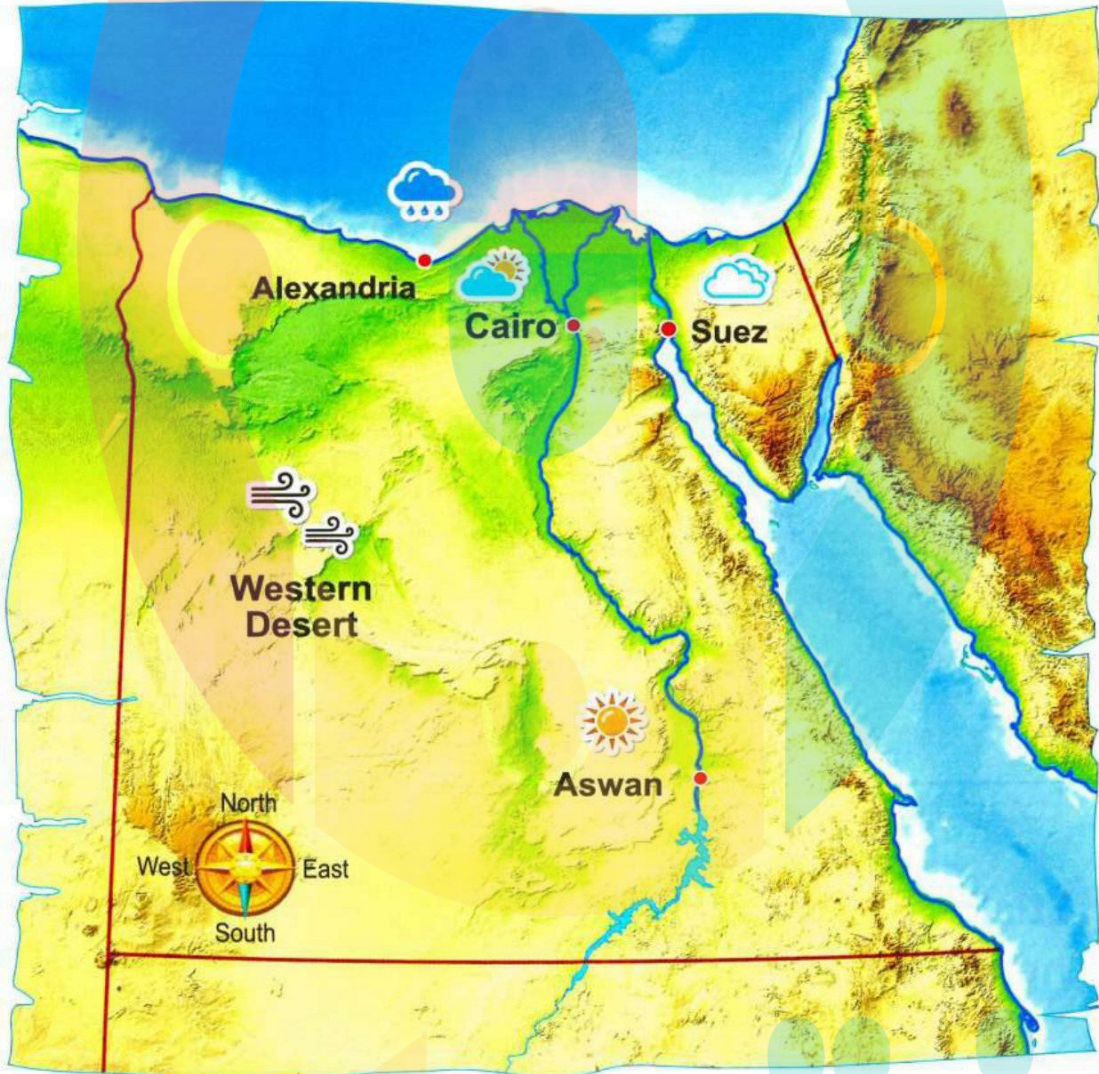 Alexandria
Cairo
Suez
Western
Desert
Aswan
North
West
East
South